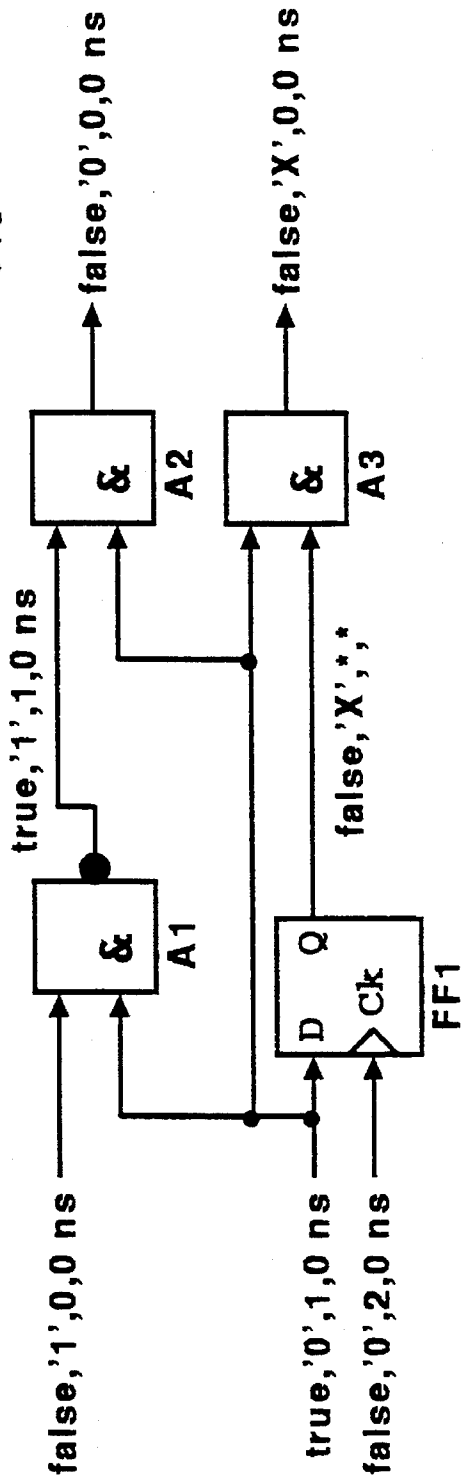 false,'1',0,0 ns
&
A1
true,'1',1,0 ns
&
A2
false,'0',0,0 ns
true,'0',1,0 ns
false,'0',2,0 ns
D
Q
Ck
FF1
false,'X',**,
&
A3
false,'X',0,0 ns